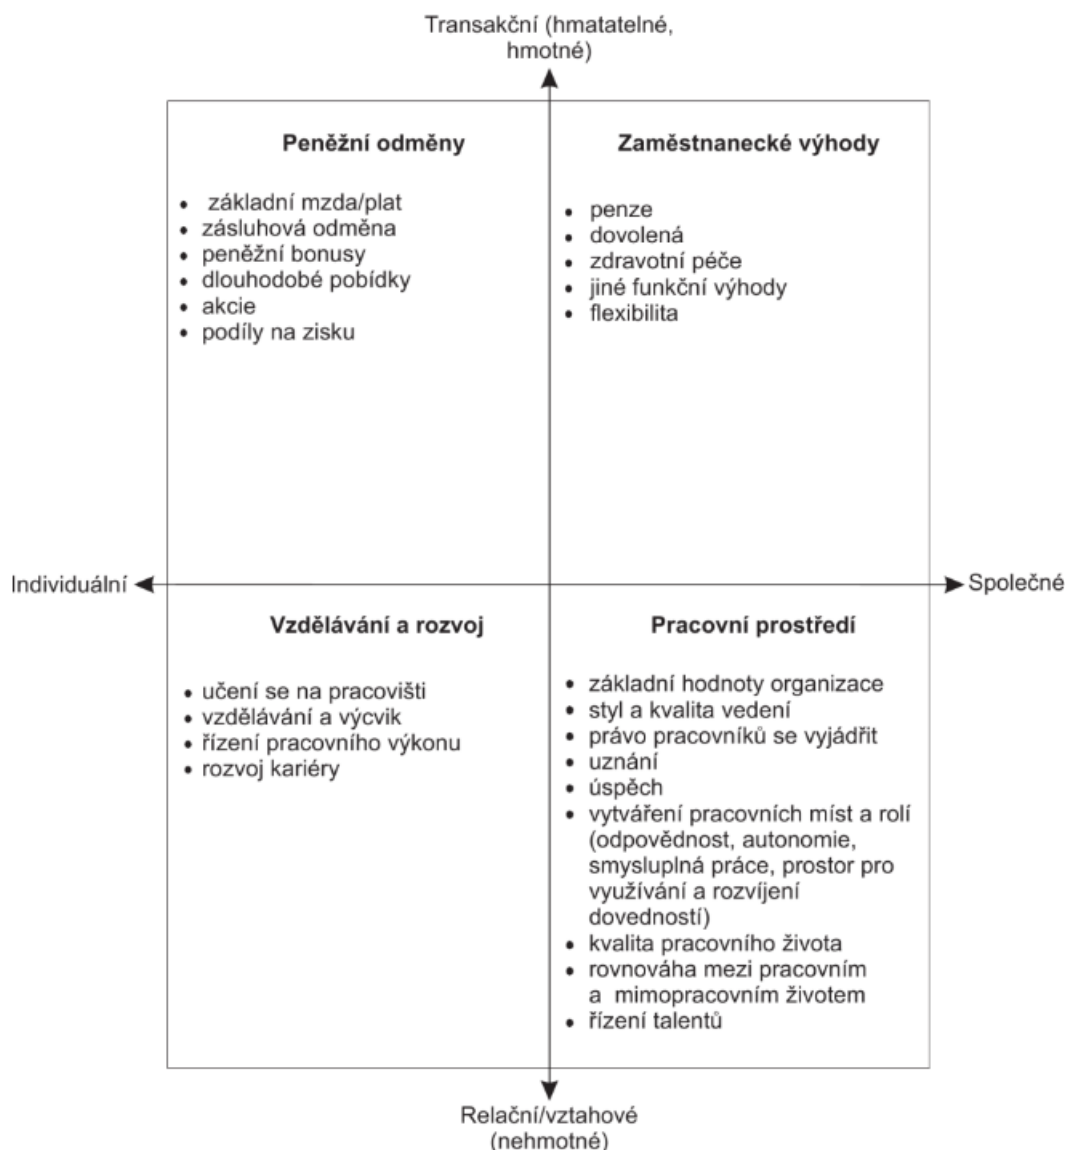 Transakční (hmatatelné,
hmotné)
Peněžní odměny
• základní mzda/plat
• zásluhová odměna
• peněžní bonusy
• dlouhodobé pobídky
• akcie
• podíly na zisku
Zaměstnanecké výhody
• penze
• dovolená
• zdravotní péče
• jiné funkční výhody
• flexibilita
Individuální
Společné
Vzdělávání a rozvoj
• učení se na pracovišti
• vzdělávání a výcvik
• řízení pracovního výkonu
• rozvoj kariéry
Pracovní prostředí
• základní hodnoty organizace
• styl a kvalita vedení
• právo pracovníků se vyjádřit
• uznání
• úspěch
• vytváření pracovních míst a rolí
(odpovědnost, autonomie,
smysluplná práce, prostor pro
využívání a rozvíjení
dovedností)
• kvalita pracovního života
• rovnováha mezi pracovním
a mimopracovním životem
• řízení talentů
Relační/vztahové
(nehmotné)